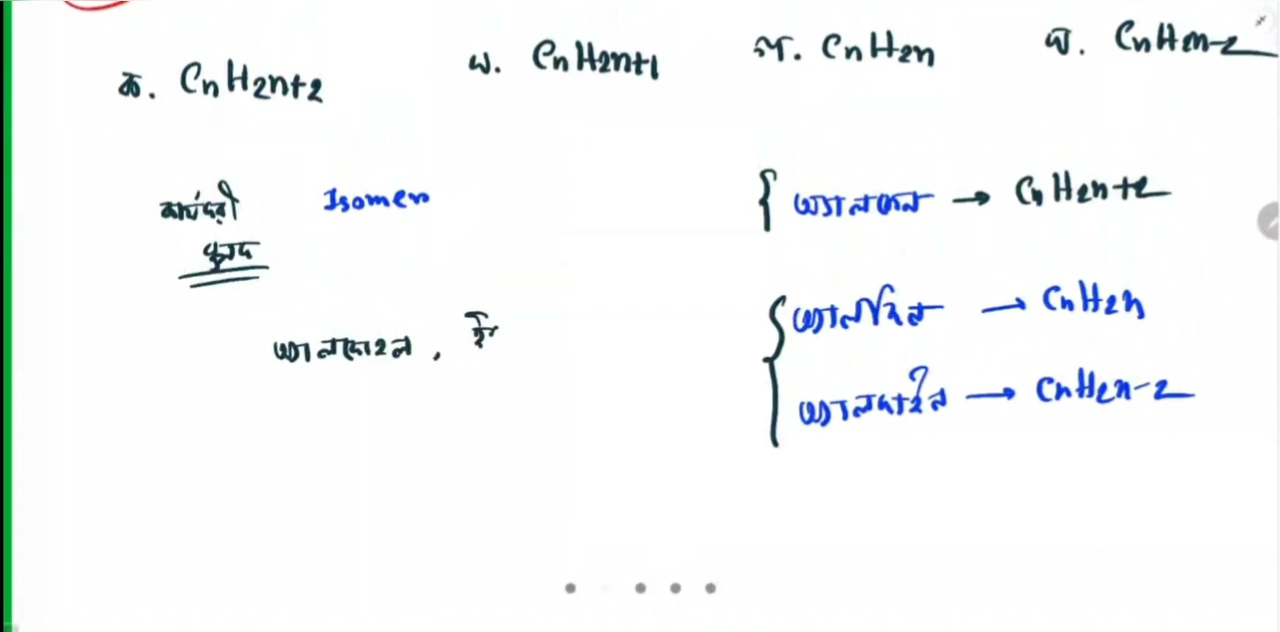 ক. CnH2n+2 খ. CnH2n+1 গ. CnH2n ঘ. CnH2n-2
কার্যকরী Isomer { অ্যালকেন → CnH2n+2
মূলক
{ অ্যালকিন → CnH2n
অ্যালকোহল,
অ্যালকাইন → CnH2n-2